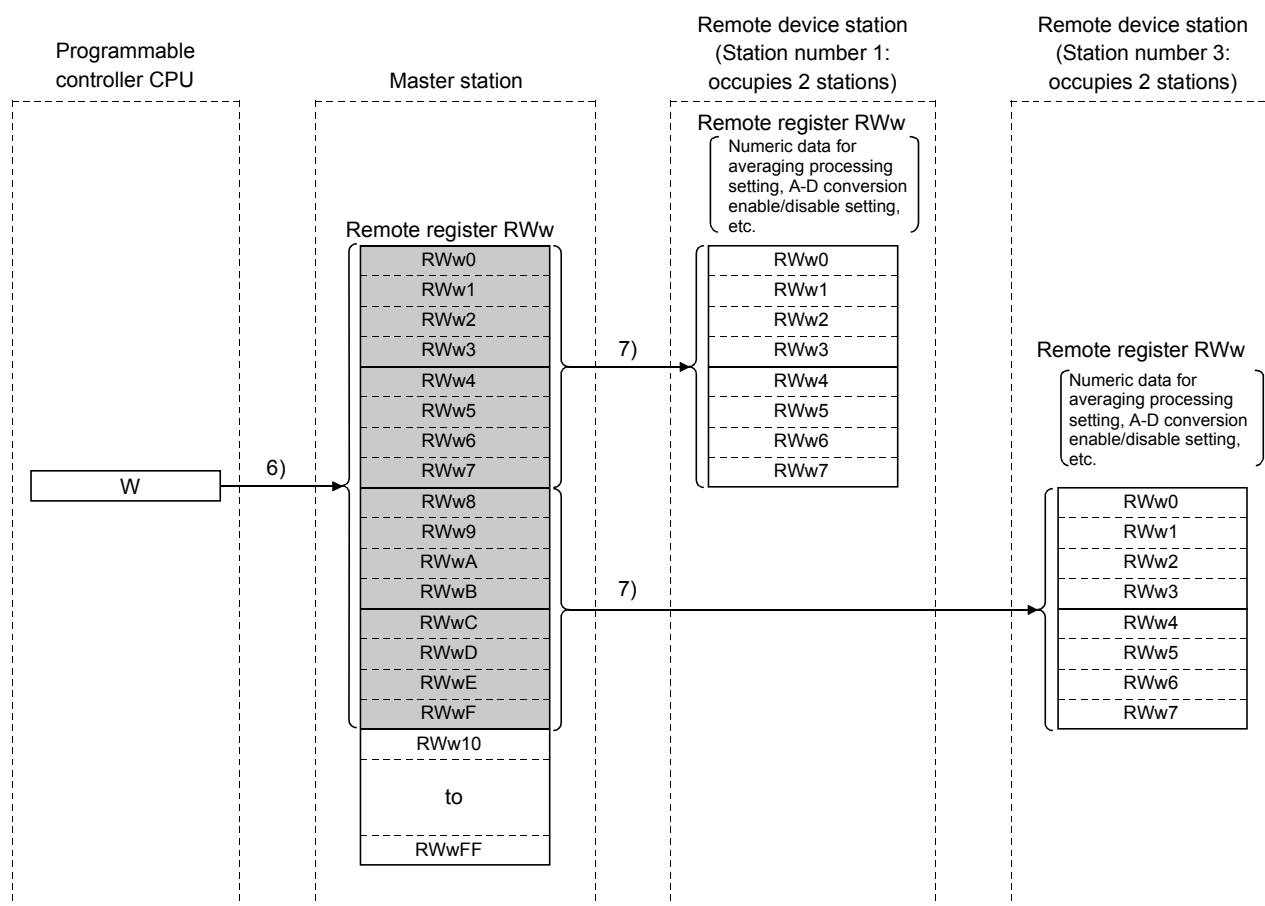 Programmable
controller CPU
Master station
Remote device station
(Station number 1:
occupies 2 stations)
Remote device station
(Station number 3:
occupies 2 stations)
W
6)
Remote register RWw
RWw0
RWw1
RWw2
RWw3
RWw4
RWw5
RWw6
RWw7
RWw8
RWw9
RWwA
RWwB
RWwC
RWwD
RWwE
RWwF
RWw10
to
RWwFF
7)
7)
Remote register RWw
Numeric data for
averaging processing
setting, A-D conversion
enable/disable setting,
etc.
RWw0
RWw1
RWw2
RWw3
RWw4
RWw5
RWw6
RWw7
Remote register RWw
Numeric data for
averaging processing
setting, A-D conversion
enable/disable setting,
etc.
RWw0
RWw1
RWw2
RWw3
RWw4
RWw5
RWw6
RWw7